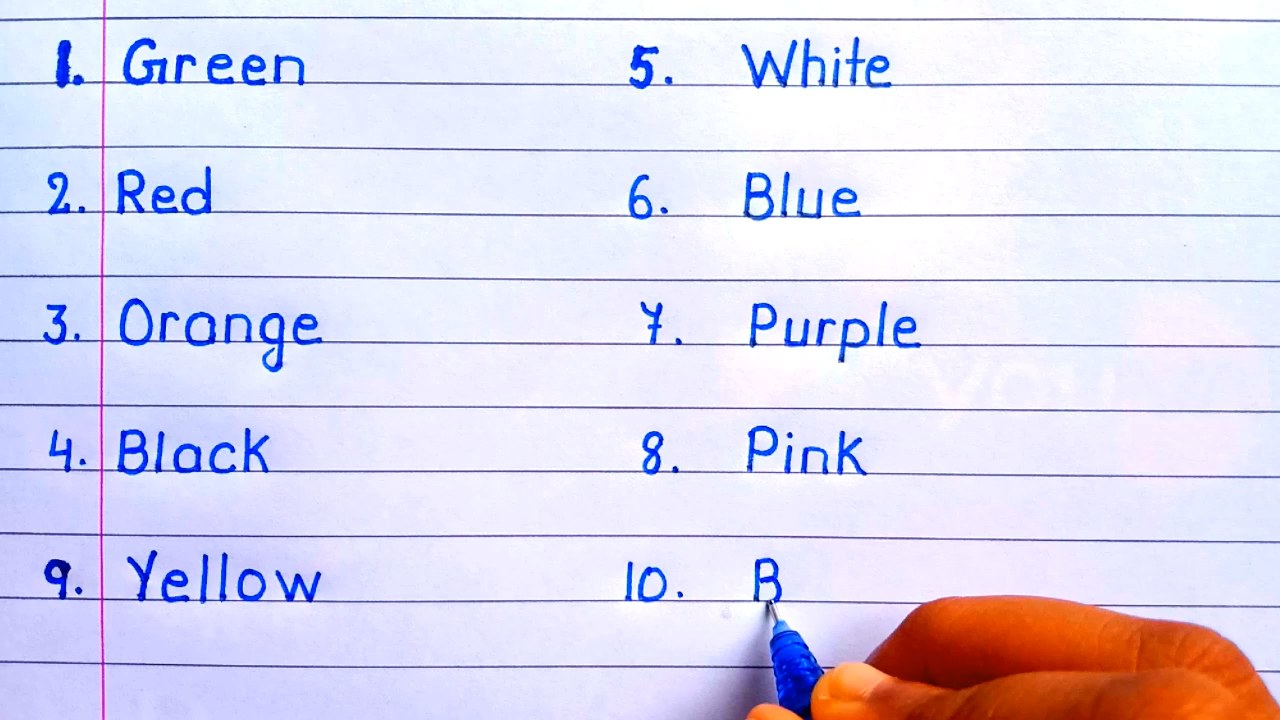 1. Green 5. White
2. Red 6. Blue
3. Orange 7. Purple
4. Black 8. Pink
9. Yellow 10. B
you